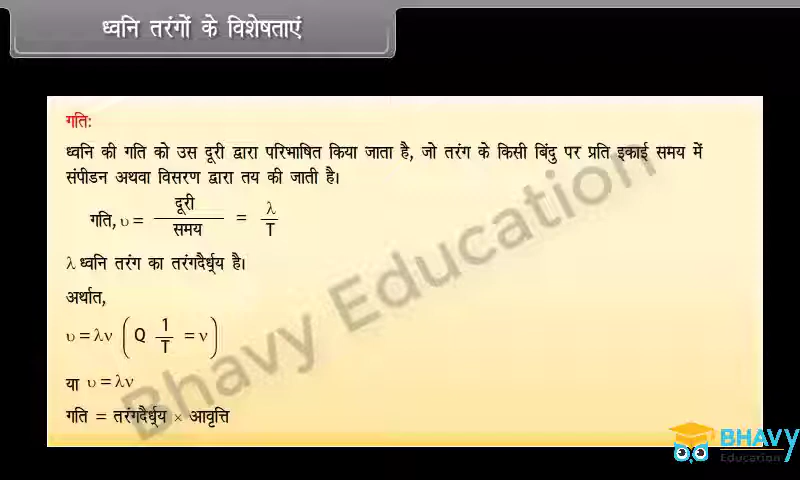 ध्वनि तरंगों के विशेषताएं
गति:
ध्वनि की गति को उस दूरी द्वारा परिभाषित किया जाता है, जो तरंग के किसी बिंदु पर प्रति इकाई समय में
संपीडन अथवा विसरण द्वारा तय की जाती है।
गति, υ = दूरी / समय = λ / T
λ ध्वनि तरंग का तरंगदैर्ध्य है।
अर्थात,
υ = λν ( Q 1/T = ν )
या υ = λν
गति = तरंगदैर्ध्य × आवृत्ति
Bhavy Education
BHAVY
Education